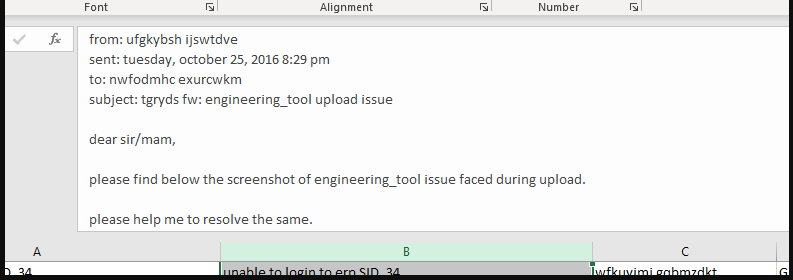 Font Alignment Number
fx
from: ufgkybsh ijswtdve
sent: tuesday, october 25, 2016 8:29 pm
to: nwfodmhc exurcwkm
subject: tgryds fw: engineering_tool upload issue
dear sir/mam,
please find below the screenshot of engineering_tool issue faced during upload.
please help me to resolve the same.
A B C
D_34 unable to login to erp SID_34 wfkuyimj gqhmzdkt G